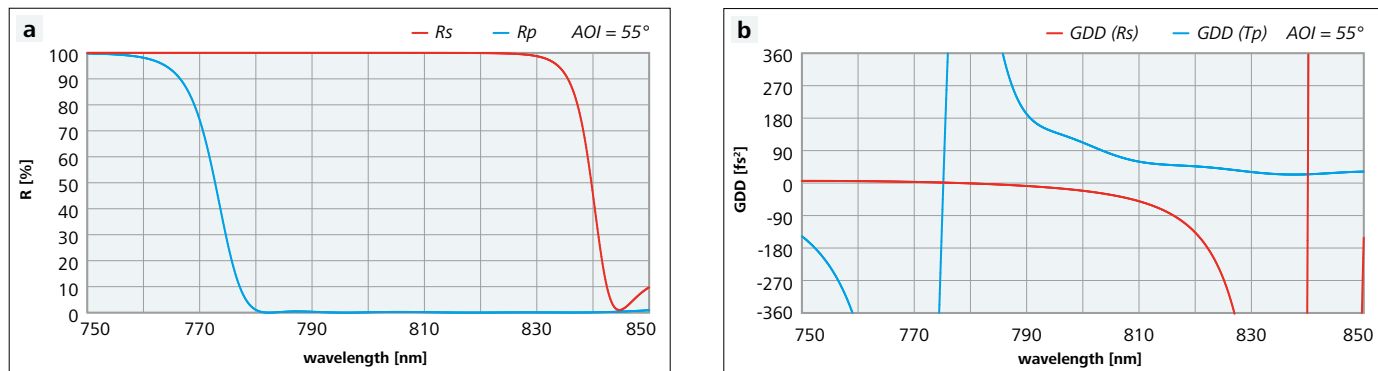 a
Rs Rp AOI = 55°
100
90
80
70
60
50
40
30
20
10
0
R [%]
750 770 790 810 830 850
wavelength [nm]
b
GDD (Rs) GDD (Tp) AOI = 55°
360
270
180
90
0
-90
-180
-270
-360
GDD [fs²]
750 770 790 810 830 850
wavelength [nm]